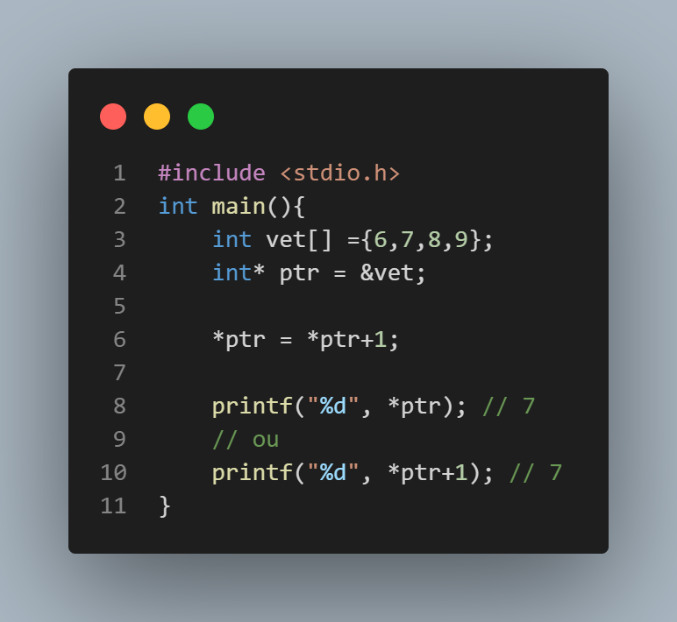 1 #include <stdio.h>
2 int main(){
3     int vet[] ={6,7,8,9};
4     int* ptr = &vet;
5
6     *ptr = *ptr+1;
7
8     printf("%d", *ptr); // 7
9     // ou
10     printf("%d", *ptr+1); // 7
11 }